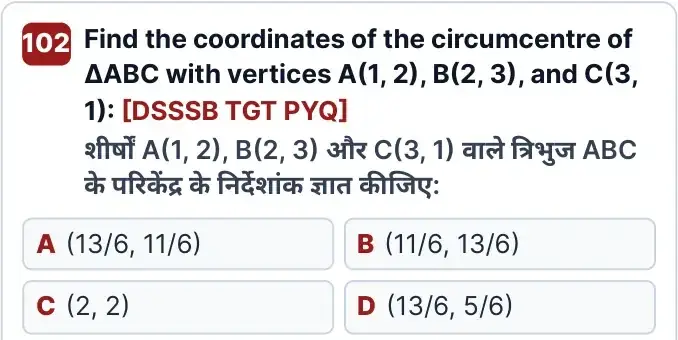 102 Find the coordinates of the circumcentre of
ΔABC with vertices A(1, 2), B(2, 3), and C(3,
1): [DSSSB TGT PYQ]
शीर्षों A(1, 2), B(2, 3) और C(3, 1) वाले त्रिभुज ABC
के परिकेंद्र के निर्देशांक ज्ञात कीजिए:
A (13/6, 11/6)
B (11/6, 13/6)
C (2, 2)
D (13/6, 5/6)